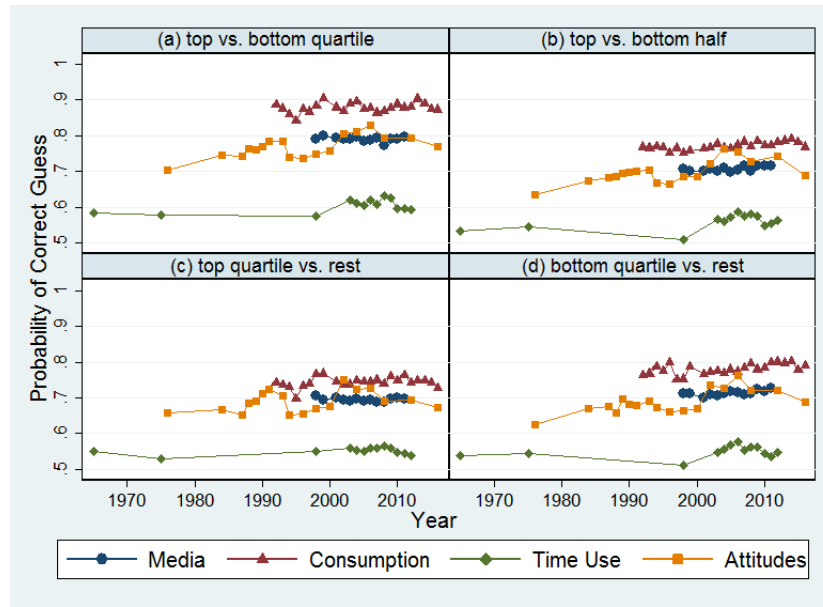 (a) top vs. bottom quartile
(b) top vs. bottom half
1
.9
.8
.7
.6
.5
(c) top quartile vs. rest
(d) bottom quartile vs. rest
1
.9
.8
.7
.6
.5
Probability of Correct Guess
1970 1980 1990 2000 2010
1970 1980 1990 2000 2010
Year
Media Consumption Time Use Attitudes